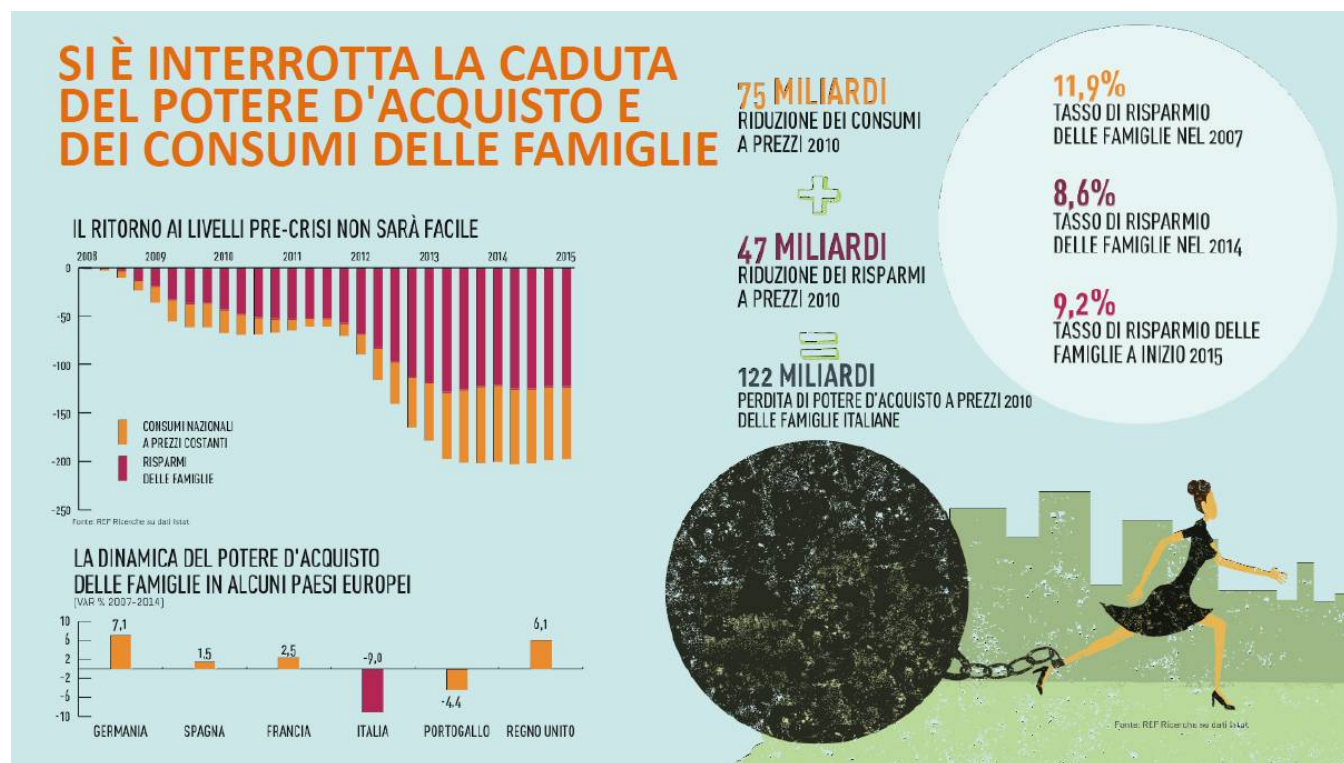 SI È INTERROTTA LA CADUTA
DEL POTERE D'ACQUISTO E
DEI CONSUMI DELLE FAMIGLIE
IL RITORNO AI LIVELLI PRE-CRISI NON SARÀ FACILE
2008 2009 2010 2011 2012 2013 2014 2015
0
-50
-100
-150
-200
-250
CONSUMI NAZIONALI
A PREZZI COSTANTI
RISPARMI
DELLE FAMIGLIE
Fonte: REF Ricerche su dati Istat
LA DINAMICA DEL POTERE D'ACQUISTO
DELLE FAMIGLIE IN ALCUNI PAESI EUROPEI
(VAR % 2007-2014)
10
6
2
-2
-6
-10
7,1
1.5
2,5
-9,0
-4,4
6,1
GERMANIA SPAGNA FRANCIA ITALIA PORTOGALLO REGNO UNITO
75 MILIARDI
RIDUZIONE DEI CONSUMI
A PREZZI 2010
+
47 MILIARDI
RIDUZIONE DEI RISPARMI
A PREZZI 2010
=
122 MILIARDI
PERDITA DI POTERE D'ACQUISTO A PREZZI 2010
DELLE FAMIGLIE ITALIANE
11,9%
TASSO DI RISPARMIO
DELLE FAMIGLIE NEL 2007
8,6%
TASSO DI RISPARMIO
DELLE FAMIGLIE NEL 2014
9,2%
TASSO DI RISPARMIO DELLE
FAMIGLIE A INIZIO 2015
Fonte: REF Ricerche su dati Istat